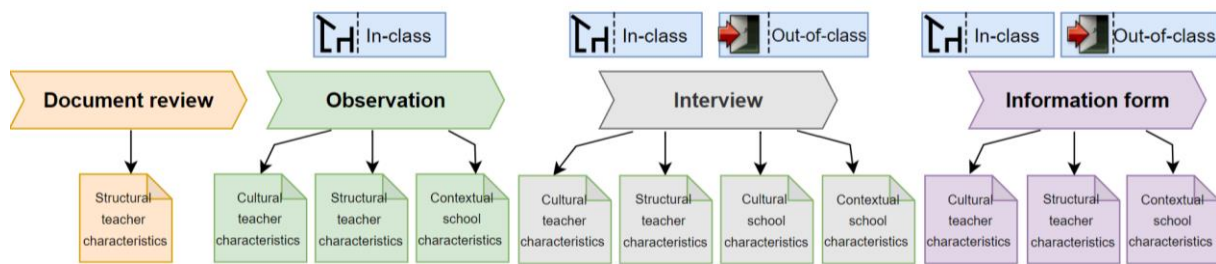 In-class
In-class
Out-of-class
In-class
Out-of-class
Document review
Observation
Interview
Information form
Structural
teacher
characteristics
Cultural
teacher
characteristics
Structural
teacher
characteristics
Contextual
school
characteristics
Cultural
teacher
characteristics
Structural
teacher
characteristics
Cultural
school
characteristics
Contextual
school
characteristics
Cultural
teacher
characteristics
Structural
teacher
characteristics
Contextual
school
characteristics